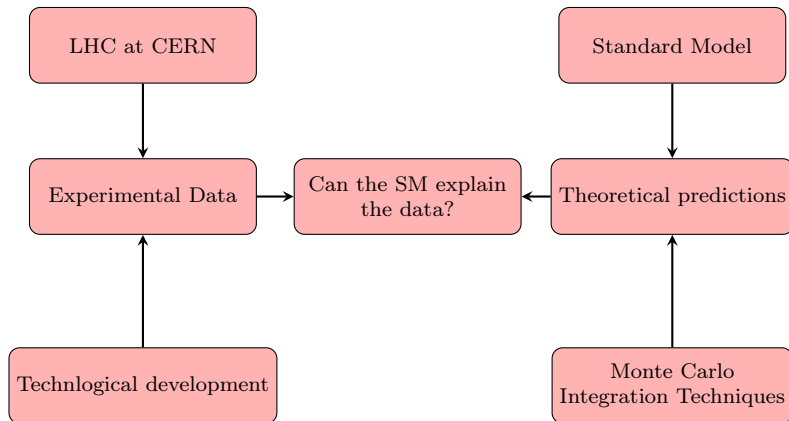 LHC at CERN
Standard Model
Experimental Data
Can the SM explain
the data?
Theoretical predictions
Technlogical development
Monte Carlo
Integration Techniques